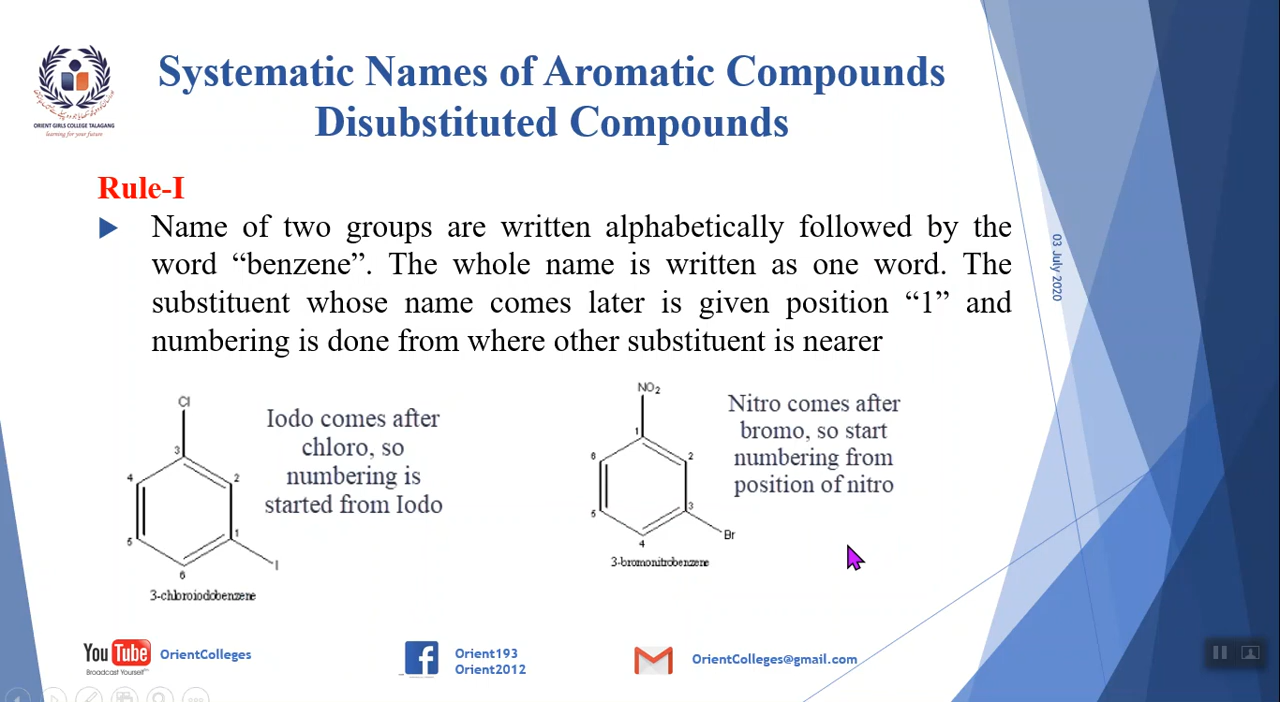 Systematic Names of Aromatic Compounds
Disubstituted Compounds
ORIENT GIRLS COLLEGE TALAGANG
learning for your future
Rule-I
Name of two groups are written alphabetically followed by the
word “benzene”. The whole name is written as one word. The
substituent whose name comes later is given position “1” and
numbering is done from where other substituent is nearer
03 July 2020
Cl
3
4
2
5
1
6
I
3-chloroiodobenzene
Iodo comes after
chloro, so
numbering is
started from Iodo
NO2
1
6
2
5
3
4
Br
3-bromonitrobenzene
Nitro comes after
bromo, so start
numbering from
position of nitro
YouTube
Broadcast Yourself™
OrientColleges
f
Orient193
Orient2012
OrientColleges@gmail.com